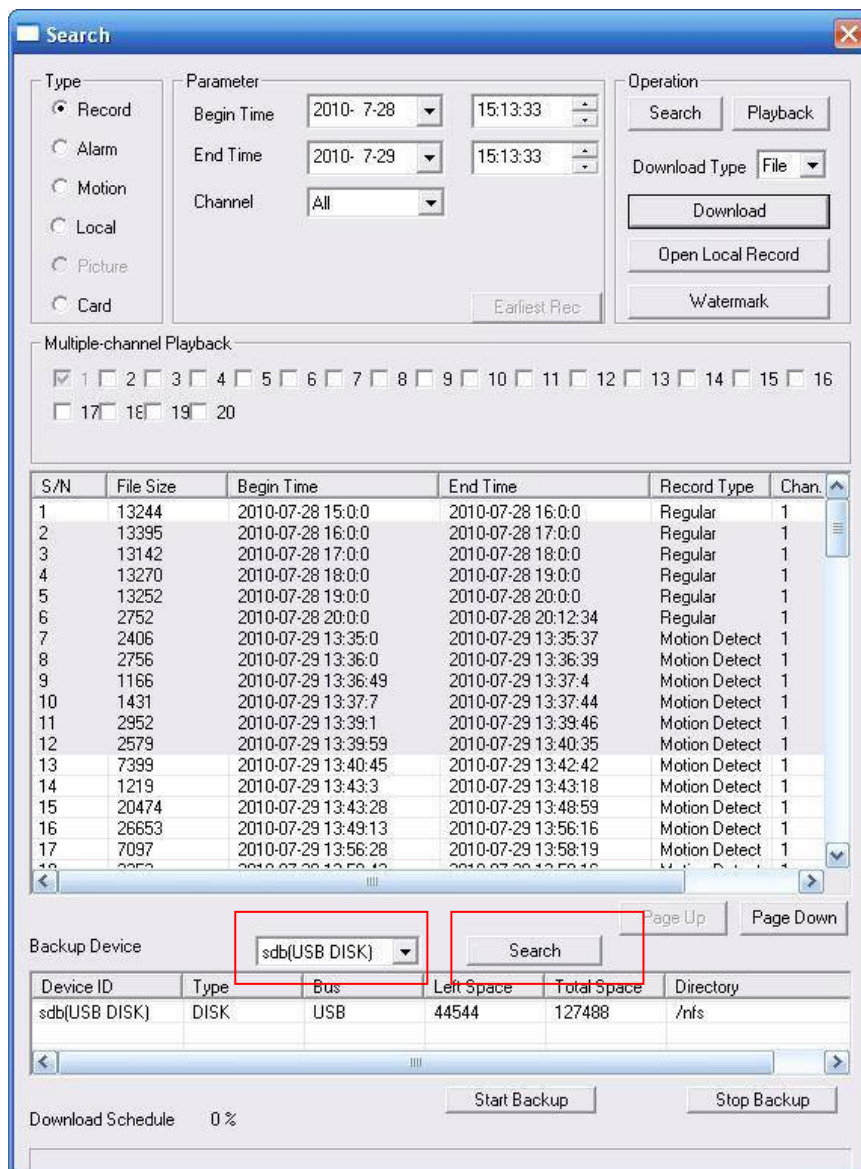 Search
Type
Record
Alarm
Motion
Local
Picture
Card
Parameter
Begin Time 2010- 7-28 15:13:33
End Time 2010- 7-29 15:13:33
Channel All
Earliest Rec
Operation
Search Playback
Download Type File
Download
Open Local Record
Watermark
Multiple-channel Playback
1 2 3 4 5 6 7 8 9 10 11 12 13 14 15 16
17 18 19 20
S/N File Size Begin Time End Time Record Type Chan.
1 13244 2010-07-28 15:0:0 2010-07-28 16:0:0 Regular 1
2 13395 2010-07-28 16:0:0 2010-07-28 17:0:0 Regular 1
3 13142 2010-07-28 17:0:0 2010-07-28 18:0:0 Regular 1
4 13270 2010-07-28 18:0:0 2010-07-28 19:0:0 Regular 1
5 13252 2010-07-28 19:0:0 2010-07-28 20:0:0 Regular 1
6 2752 2010-07-28 20:0:0 2010-07-28 20:12:34 Regular 1
7 2406 2010-07-29 13:35:0 2010-07-29 13:35:37 Motion Detect 1
8 2756 2010-07-29 13:36:0 2010-07-29 13:36:39 Motion Detect 1
9 1166 2010-07-29 13:36:49 2010-07-29 13:37:4 Motion Detect 1
10 1431 2010-07-29 13:37:7 2010-07-29 13:37:44 Motion Detect 1
11 2952 2010-07-29 13:39:1 2010-07-29 13:39:46 Motion Detect 1
12 2579 2010-07-29 13:39:59 2010-07-29 13:40:35 Motion Detect 1
13 7399 2010-07-29 13:40:45 2010-07-29 13:42:42 Motion Detect 1
14 1219 2010-07-29 13:43:3 2010-07-29 13:43:18 Motion Detect 1
15 20474 2010-07-29 13:43:28 2010-07-29 13:48:59 Motion Detect 1
16 26653 2010-07-29 13:49:13 2010-07-29 13:56:16 Motion Detect 1
17 7097 2010-07-29 13:56:28 2010-07-29 13:58:19 Motion Detect 1
Page Up Page Down
Backup Device sdb(USB DISK) Search
Device ID Type Bus Left Space Total Space Directory
sdb(USB DISK) DISK USB 44544 127488 /nfs
Start Backup Stop Backup
Download Schedule 0 %